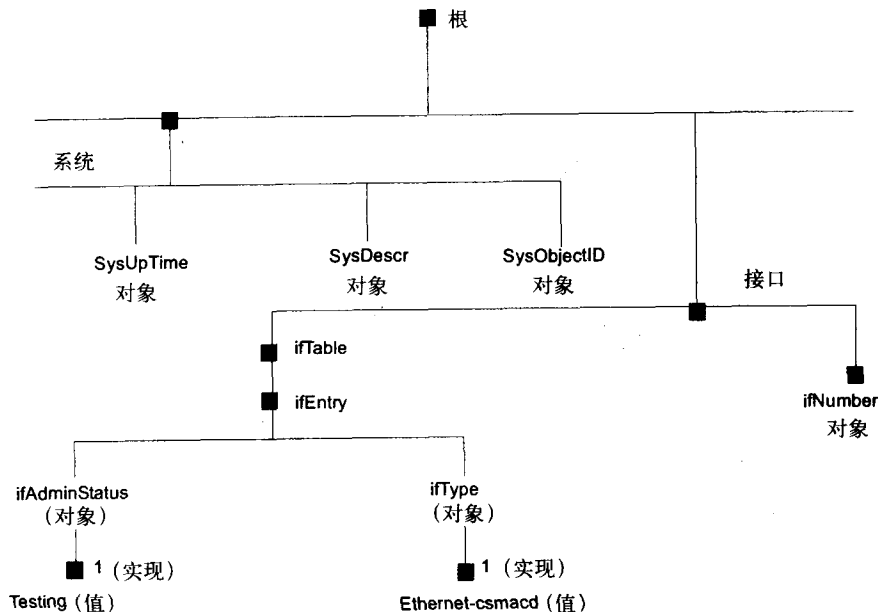 根
系统
SysUpTime
对象
SysDescr
对象
SysObjectID
对象
接口
ifTable
ifEntry
ifNumber
对象
ifAdminStatus
(对象)
ifType
(对象)
1 (实现)
Testing (值)
1 (实现)
Ethernet-csmacd (值)